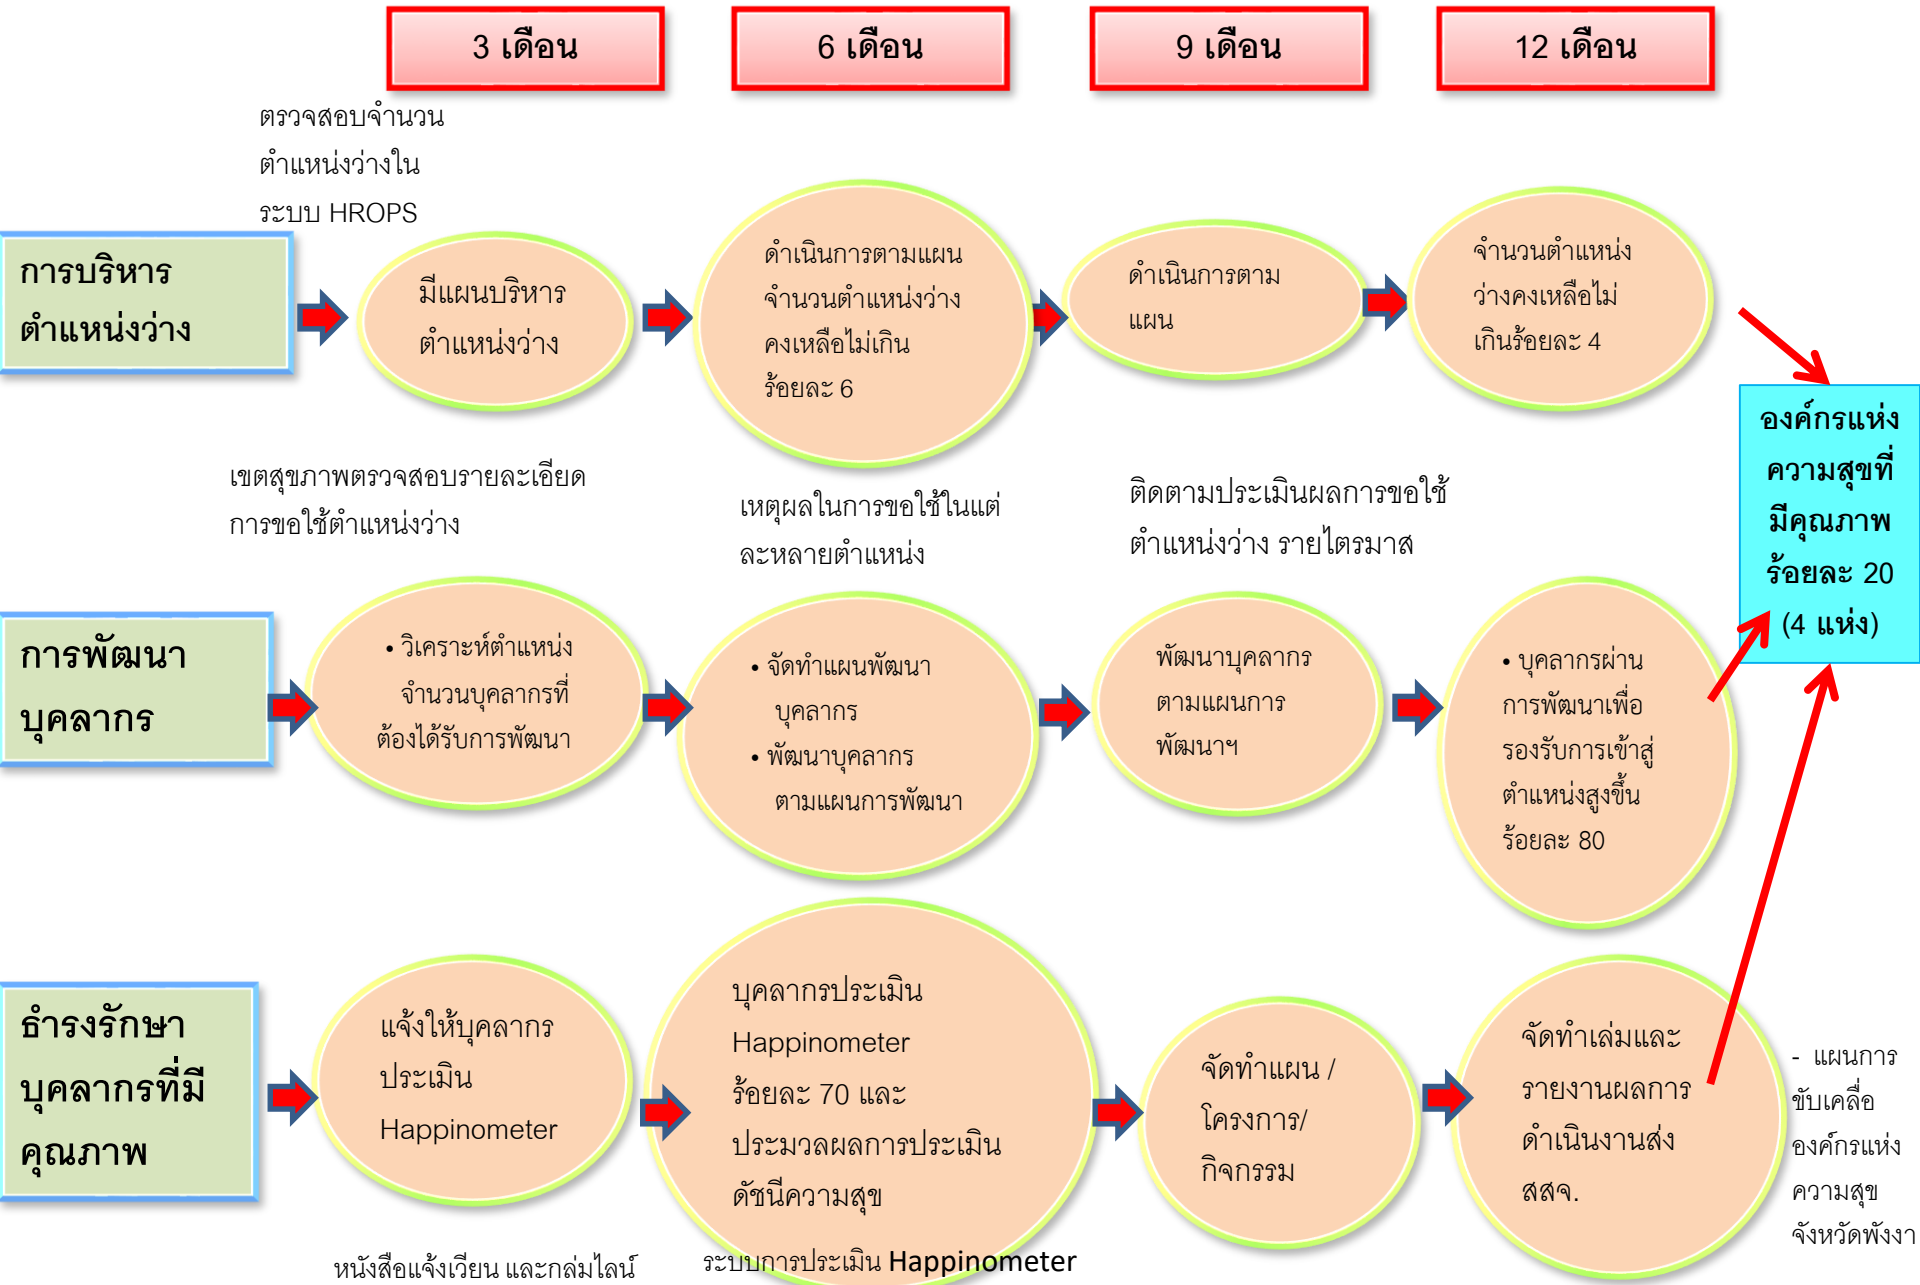 3 เดือน
6 เดือน
9 เดือน
12 เดือน
ตรวจสอบจำนวน
ตำแหน่งว่างใน
ระบบ HROPS
การบริหาร
ตำแหน่งว่าง
มีแผนบริหาร
ตำแหน่งว่าง
ดำเนินการตามแผน
จำนวนตำแหน่งว่าง
คงเหลือไม่เกิน
ร้อยละ 6
ดำเนินการตาม
แผน
จำนวนตำแหน่ง
ว่างคงเหลือไม่
เกินร้อยละ 4
องค์กรแห่ง
ความสุขที่
มีคุณภาพ
ร้อยละ 20
(4 แห่ง)
เขตสุขภาพตรวจสอบรายละเอียด
การขอใช้ตำแหน่งว่าง
เหตุผลในการขอใช้ในแต่
ละหลายตำแหน่ง
ติดตามประเมินผลการขอใช้
ตำแหน่งว่าง รายไตรมาส
การพัฒนา
บุคลากร
• วิเคราะห์ตำแหน่ง
จำนวนบุคลากรที่
ต้องได้รับการพัฒนา
• จัดทำแผนพัฒนา
บุคลากร
• พัฒนาบุคลากร
ตามแผนการพัฒนา
พัฒนาบุคลากร
ตามแผนการ
พัฒนาฯ
• บุคลากรผ่าน
การพัฒนาเพื่อ
รองรับการเข้าสู่
ตำแหน่งสูงขึ้น
ร้อยละ 80
ธำรงรักษา
บุคลากรที่มี
คุณภาพ
แจ้งให้บุคลากร
ประเมิน
Happinometer
บุคลากรประเมิน
Happinometer
ร้อยละ 70 และ
ประมวลผลการประเมิน
ดัชนีความสุข
จัดทำแผน /
โครงการ/
กิจกรรม
จัดทำเล่มและ
รายงานผลการ
ดำเนินงานส่ง
สสจ.
- แผนการ
ขับเคลื่อ
องค์กรแห่ง
ความสุข
จังหวัดพังงา
หนังสือแจ้งเวียน และกลุ่มไลน์
ระบบการประเมิน Happinometer